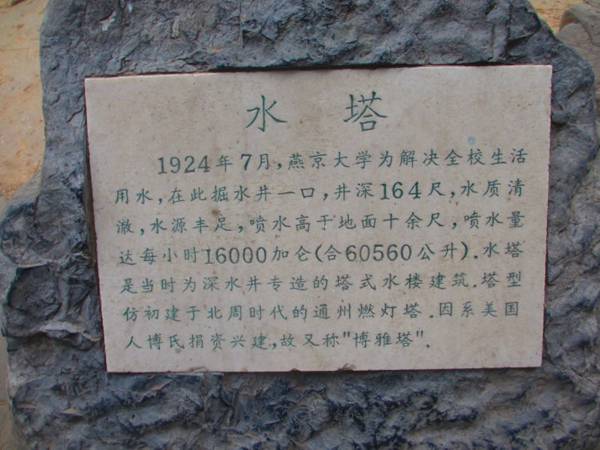 水 塔
1924年7月,燕京大学为解决全校生活
用水,在此掘水井一口,井深164尺,水质清
澈,水源丰足,喷水高于地面十余尺,喷水量
达每小时16000加仑(合60560公升).水塔
是当时为深水井专造的塔式水楼建筑.塔型
仿初建于北周时代的通州燃灯塔.因系美国
人博氏捐资兴建,故又称"博雅塔".